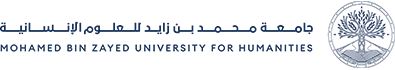 جامعة محمد بن زايد للعلوم الإنسانية
MOHAMED BIN ZAYED UNIVERSITY FOR HUMANITIES